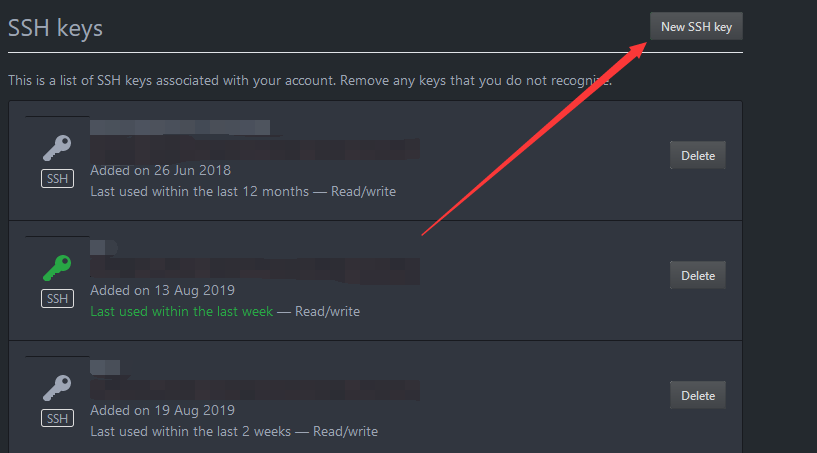 SSH keys
New SSH key
This is a list of SSH keys associated with your account. Remove any keys that you do not recognize.
SSH
Added on 26 Jun 2018
Last used within the last 12 months — Read/write
Delete
SSH
Added on 13 Aug 2019
Last used within the last week — Read/write
Delete
SSH
Added on 19 Aug 2019
Last used within the last 2 weeks — Read/write
Delete